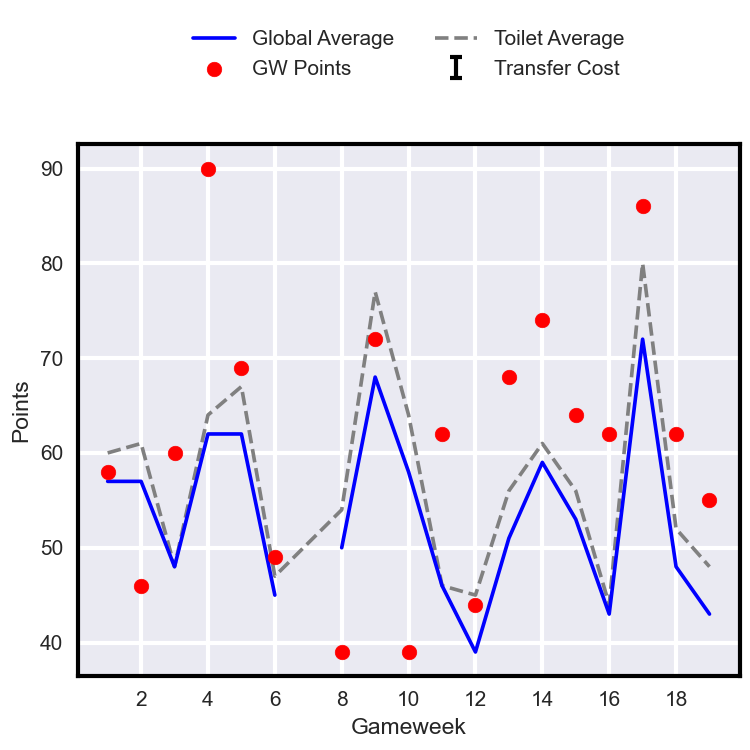 Global Average
Toilet Average
GW Points
Transfer Cost
90
80
70
60
50
40
Points
2 4 6 8 10 12 14 16 18
Gameweek